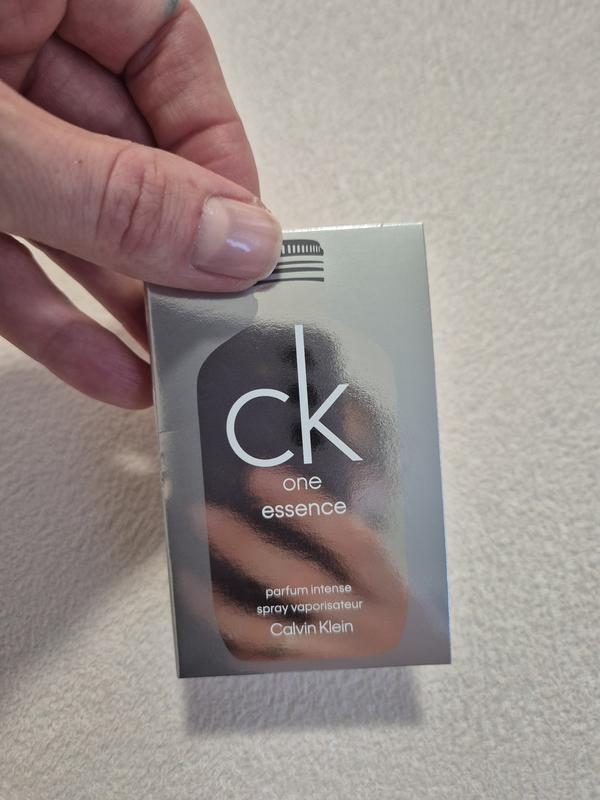 ck
one
essence
parfum intense
spray vaporisateur
Calvin Klein